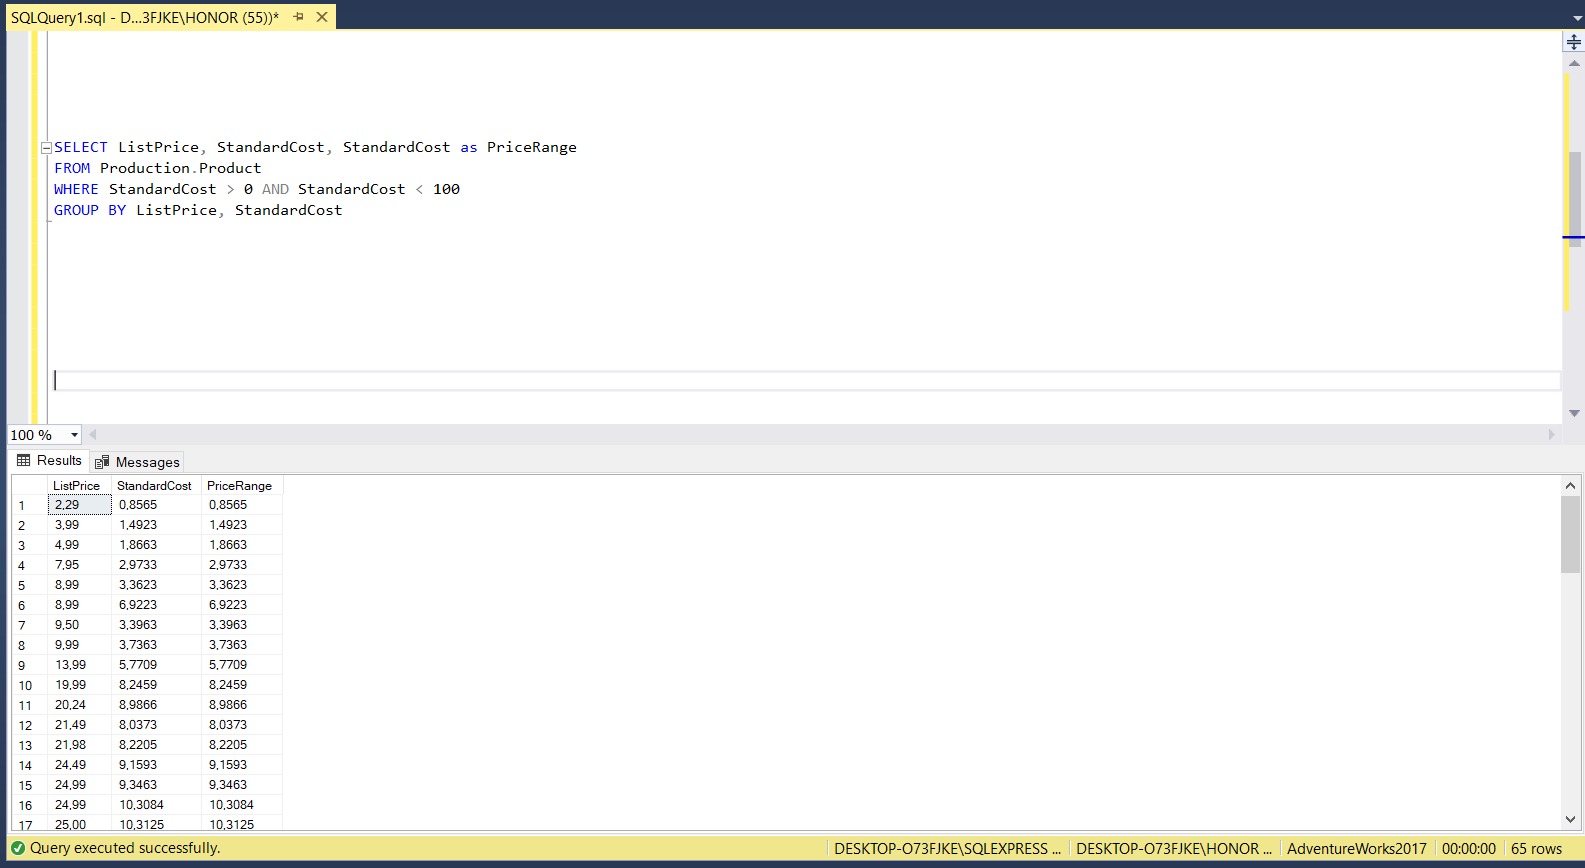 SQLQuery1.sql - D...3FJKE\HONOR (55))*
SELECT ListPrice, StandardCost, StandardCost as PriceRange
FROM Production.Product
WHERE StandardCost > 0 AND StandardCost < 100
GROUP BY ListPrice, StandardCost
100 %
Results Messages
ListPrice StandardCost PriceRange
1 2,29 0,8565 0,8565
2 3,99 1,4923 1,4923
3 4,99 1,8663 1,8663
4 7,95 2,9733 2,9733
5 8,99 3,3623 3,3623
6 8,99 6,9223 6,9223
7 9,50 3,3963 3,3963
8 9,99 3,7363 3,7363
9 13,99 5,7709 5,7709
10 19,99 8,2459 8,2459
11 20,24 8,9866 8,9866
12 21,49 8,0373 8,0373
13 21,98 8,2205 8,2205
14 24,49 9,1593 9,1593
15 24,99 9,3463 9,3463
16 24,99 10,3084 10,3084
17 25,00 10,3125 10,3125
Query executed successfully. DESKTOP-O73FJKE\SQLEXPRESS ... DESKTOP-O73FJKE\HONOR ... AdventureWorks2017 00:00:00 65 rows